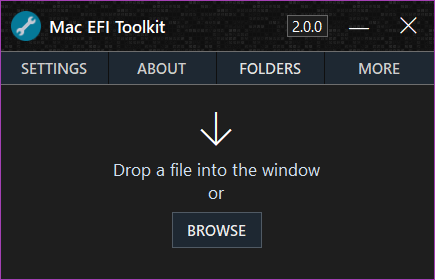 Mac EFI Toolkit
2.0.0
SETTINGS
ABOUT
FOLDERS
MORE
Drop a file into the window
or
BROWSE